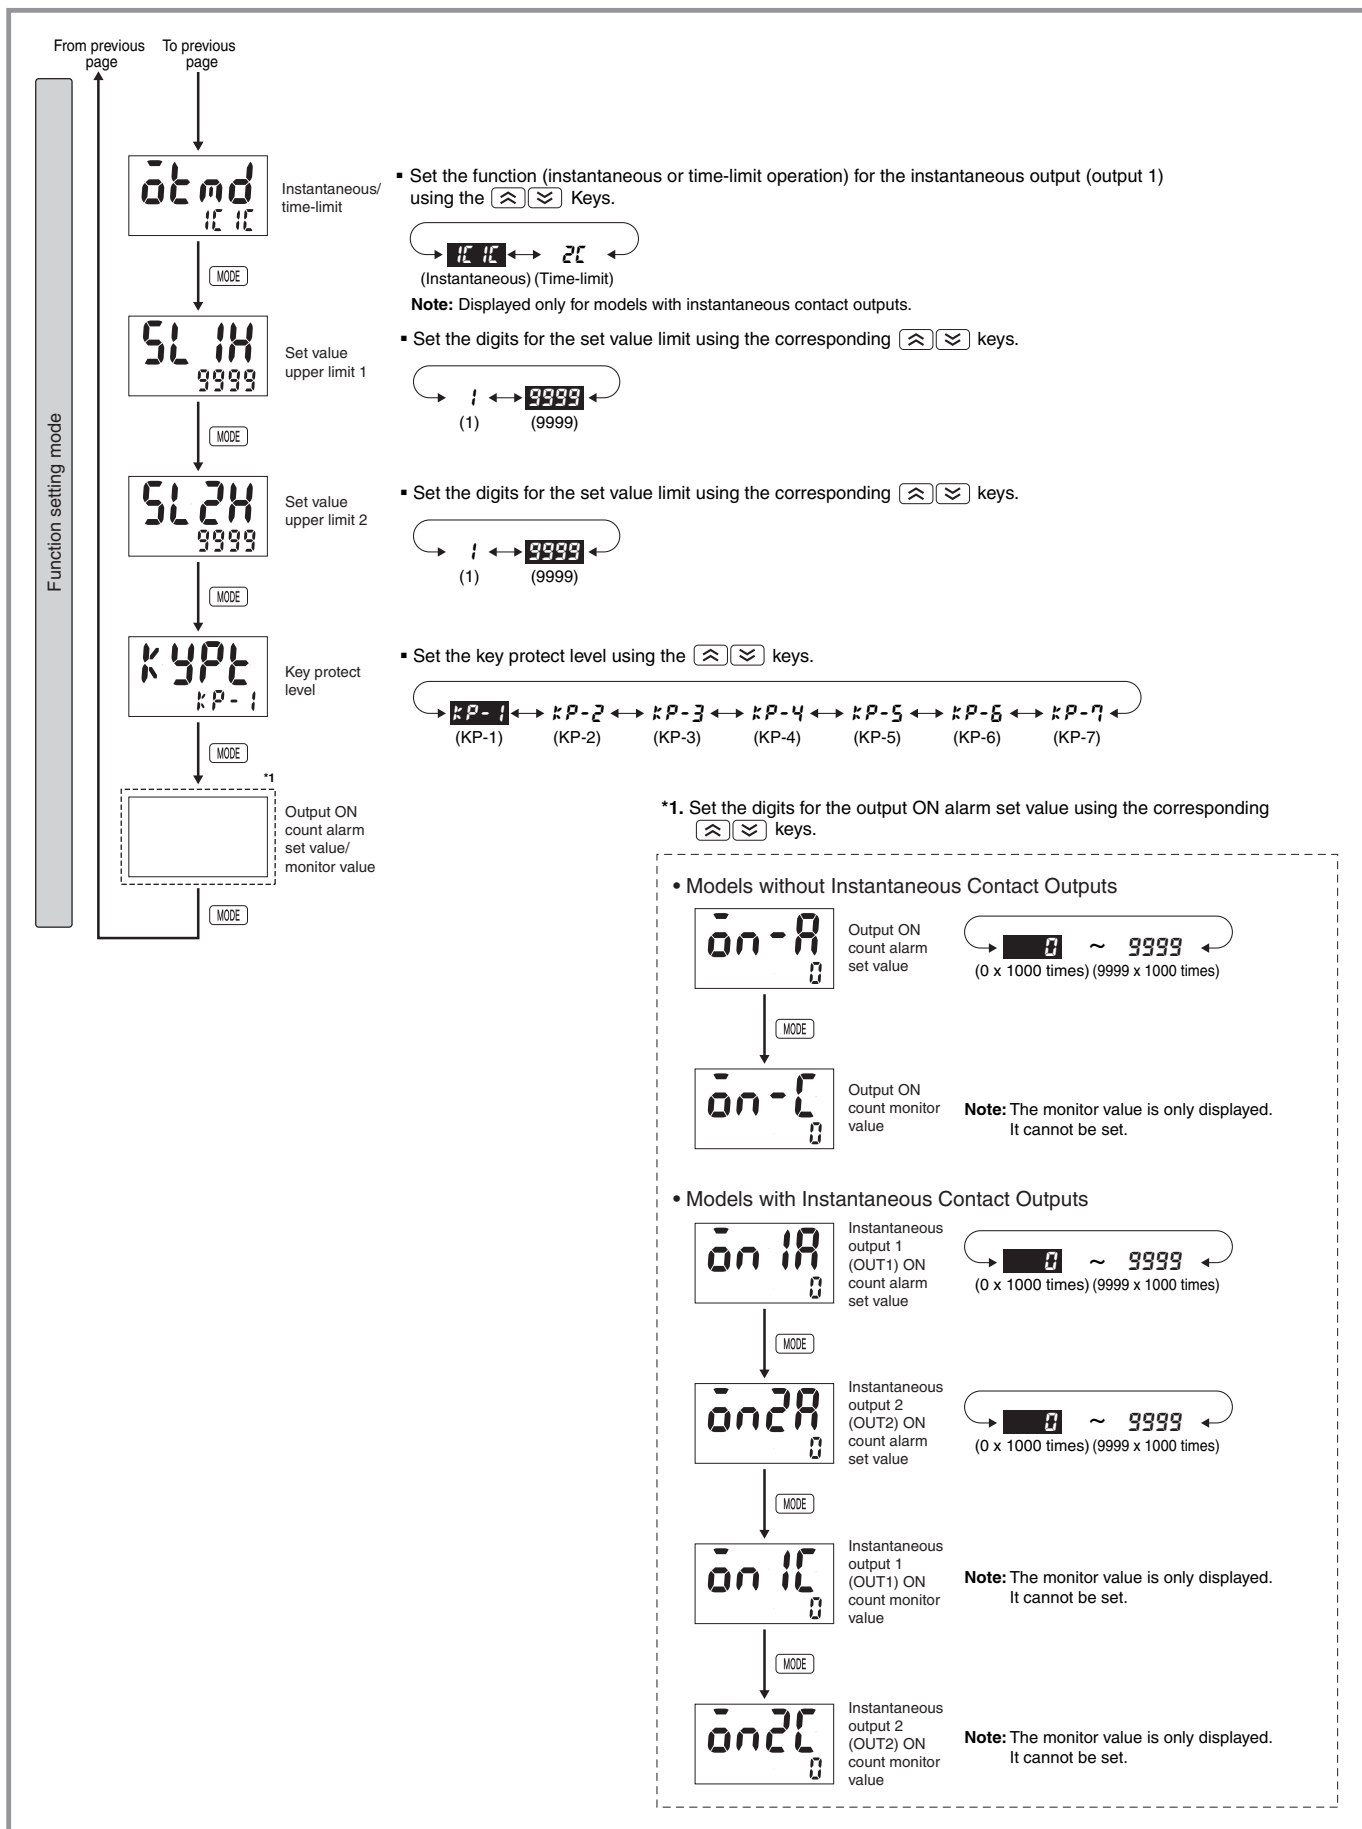 From previous page
To previous page
Function setting mode
ōtmd
1C 1C
Instantaneous/
time-limit
▪ Set the function (instantaneous or time-limit operation) for the instantaneous output (output 1)
using the Keys.
1C 1C 2C
(Instantaneous) (Time-limit)
Note: Displayed only for models with instantaneous contact outputs.
MODE
SL 1H
9999
Set value
upper limit 1
▪ Set the digits for the set value limit using the corresponding keys.
1 9999
(1) (9999)
MODE
SL2H
9999
Set value
upper limit 2
▪ Set the digits for the set value limit using the corresponding keys.
1 9999
(1) (9999)
MODE
KYPt
KP-1
Key protect
level
▪ Set the key protect level using the keys.
KP-1 KP-2 KP-3 KP-4 KP-5 KP-6 KP-7
(KP-1) (KP-2) (KP-3) (KP-4) (KP-5) (KP-6) (KP-7)
MODE
*1
Output ON
count alarm
set value/
monitor value
MODE
*1. Set the digits for the output ON alarm set value using the corresponding
keys.
• Models without Instantaneous Contact Outputs
ōn-A
0
Output ON
count alarm
set value
0 ~ 9999
(0 x 1000 times) (9999 x 1000 times)
MODE
ōn-C
0
Output ON
count monitor
value
Note: The monitor value is only displayed.
It cannot be set.
• Models with Instantaneous Contact Outputs
ōn 1A
0
Instantaneous
output 1
(OUT1) ON
count alarm
set value
0 ~ 9999
(0 x 1000 times) (9999 x 1000 times)
MODE
ōn2A
0
Instantaneous
output 2
(OUT2) ON
count alarm
set value
0 ~ 9999
(0 x 1000 times) (9999 x 1000 times)
MODE
ōn 1C
0
Instantaneous
output 1
(OUT1) ON
count monitor
value
Note: The monitor value is only displayed.
It cannot be set.
MODE
ōn2C
0
Instantaneous
output 2
(OUT2) ON
count monitor
value
Note: The monitor value is only displayed.
It cannot be set.